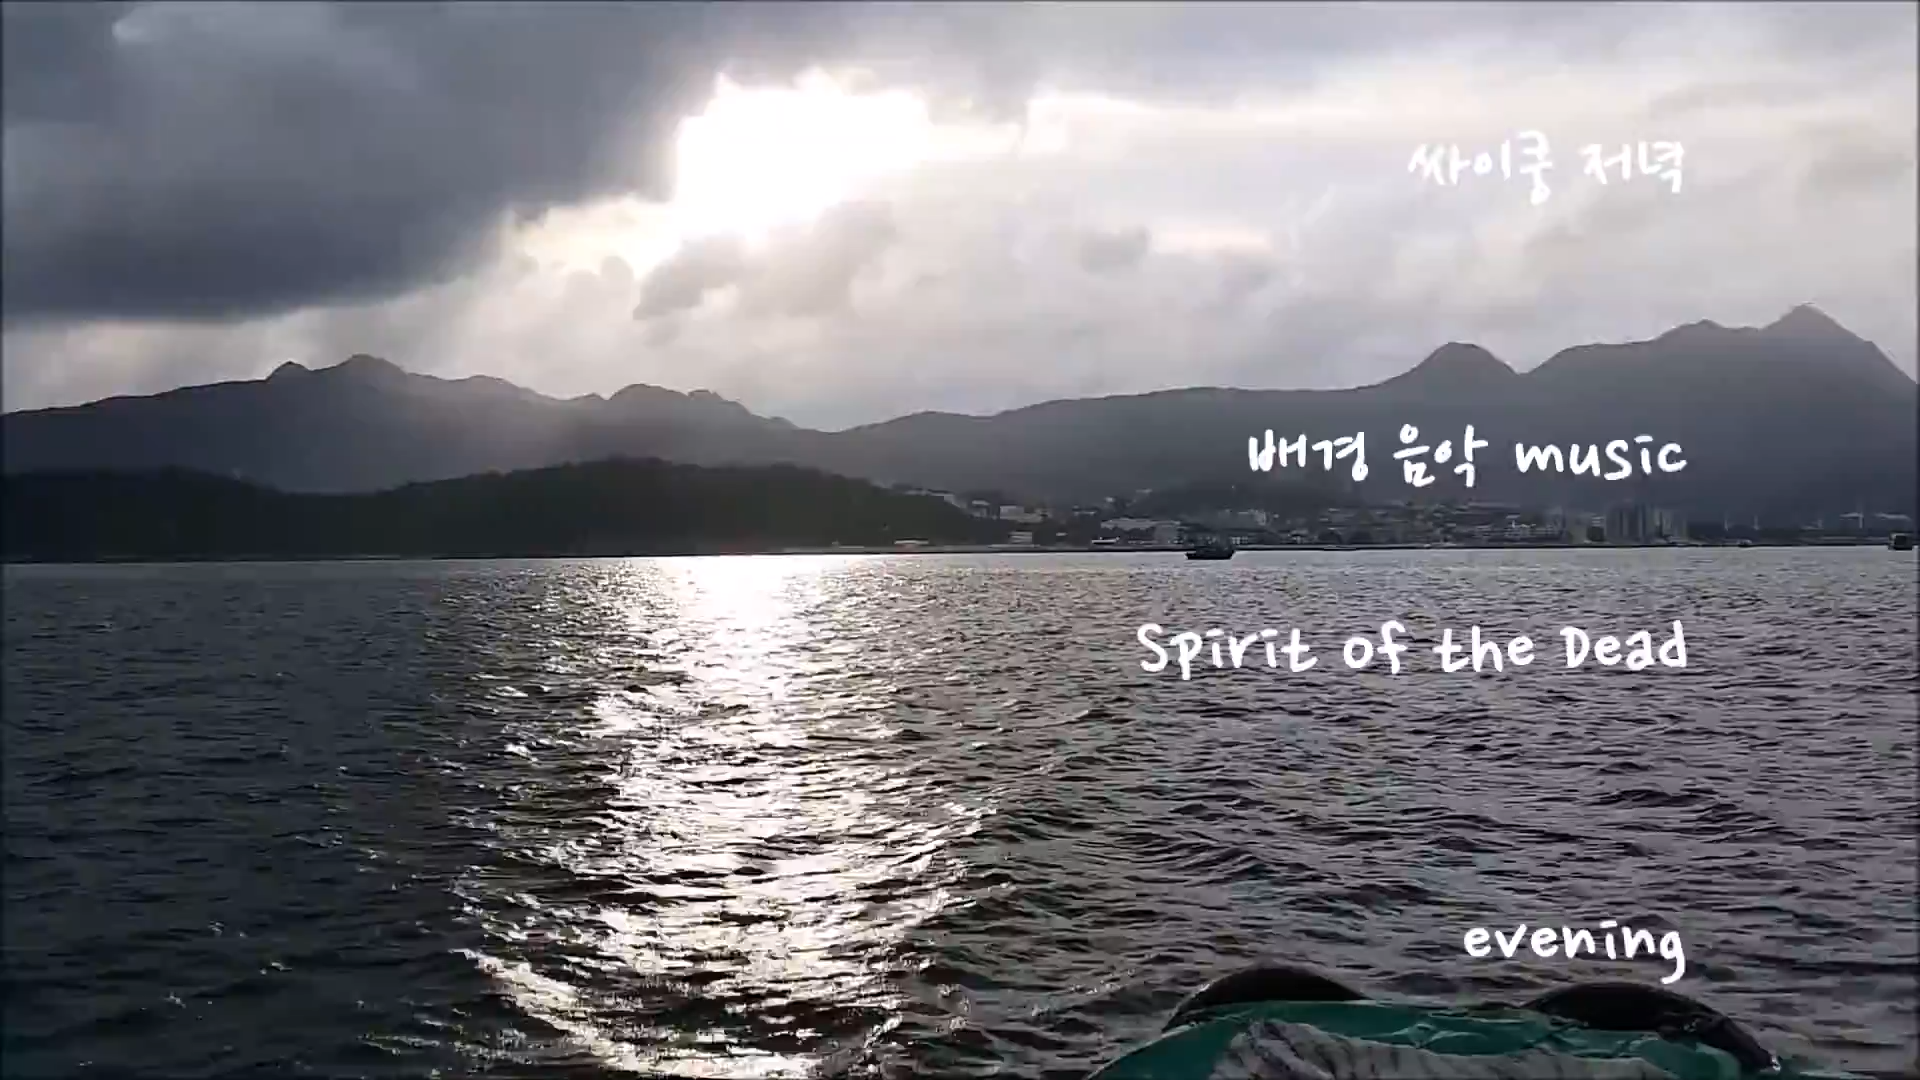 싸이쿵 저녁
배경 음악 music
Spirit of the Dead
evening